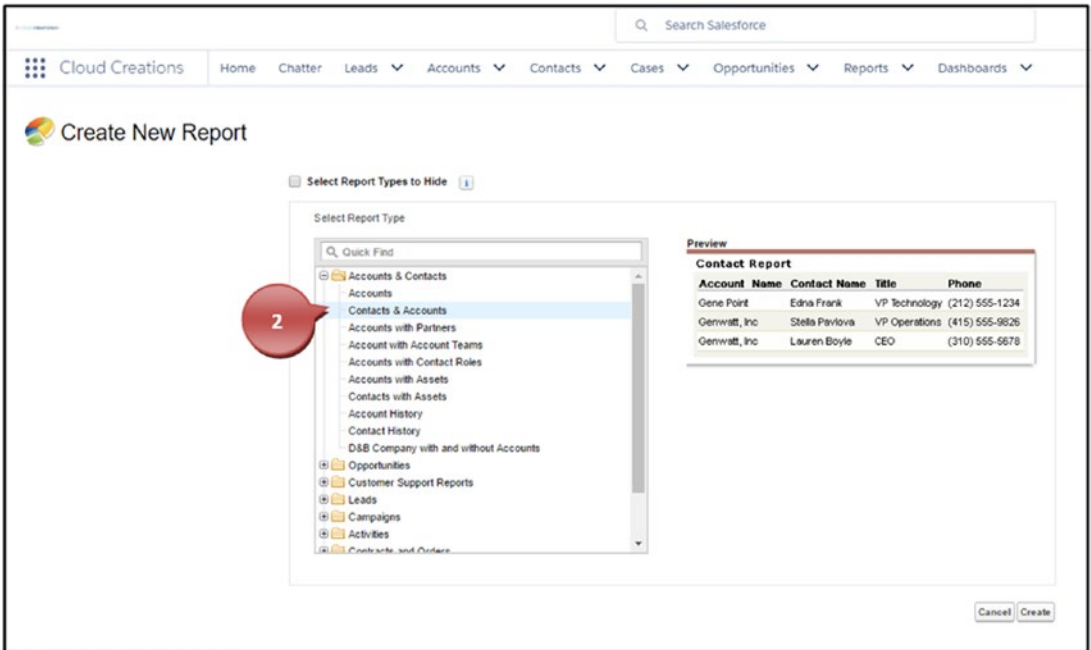 Search Salesforce
Cloud Creations Home Chatter Leads Accounts Contacts Cases Opportunities Reports Dashboards
Create New Report
Select Report Types to Hide i
Select Report Type
Quick Find
Accounts & Contacts
Accounts
Contacts & Accounts
Accounts with Partners
Account with Account Teams
Accounts with Contact Roles
Accounts with Assets
Contacts with Assets
Account History
Contact History
D&B Company with and without Accounts
Opportunities
Customer Support Reports
Leads
Campaigns
Activities
Contracts and Orders
2
Preview
Contact Report
Account Name Contact Name Title Phone
Gene Point Edna Frank VP Technology (212) 555-1234
Genwatt, Inc Stella Pavlova VP Operations (415) 555-9826
Genwatt, Inc Lauren Boyle CEO (310) 555-5678
Cancel Create